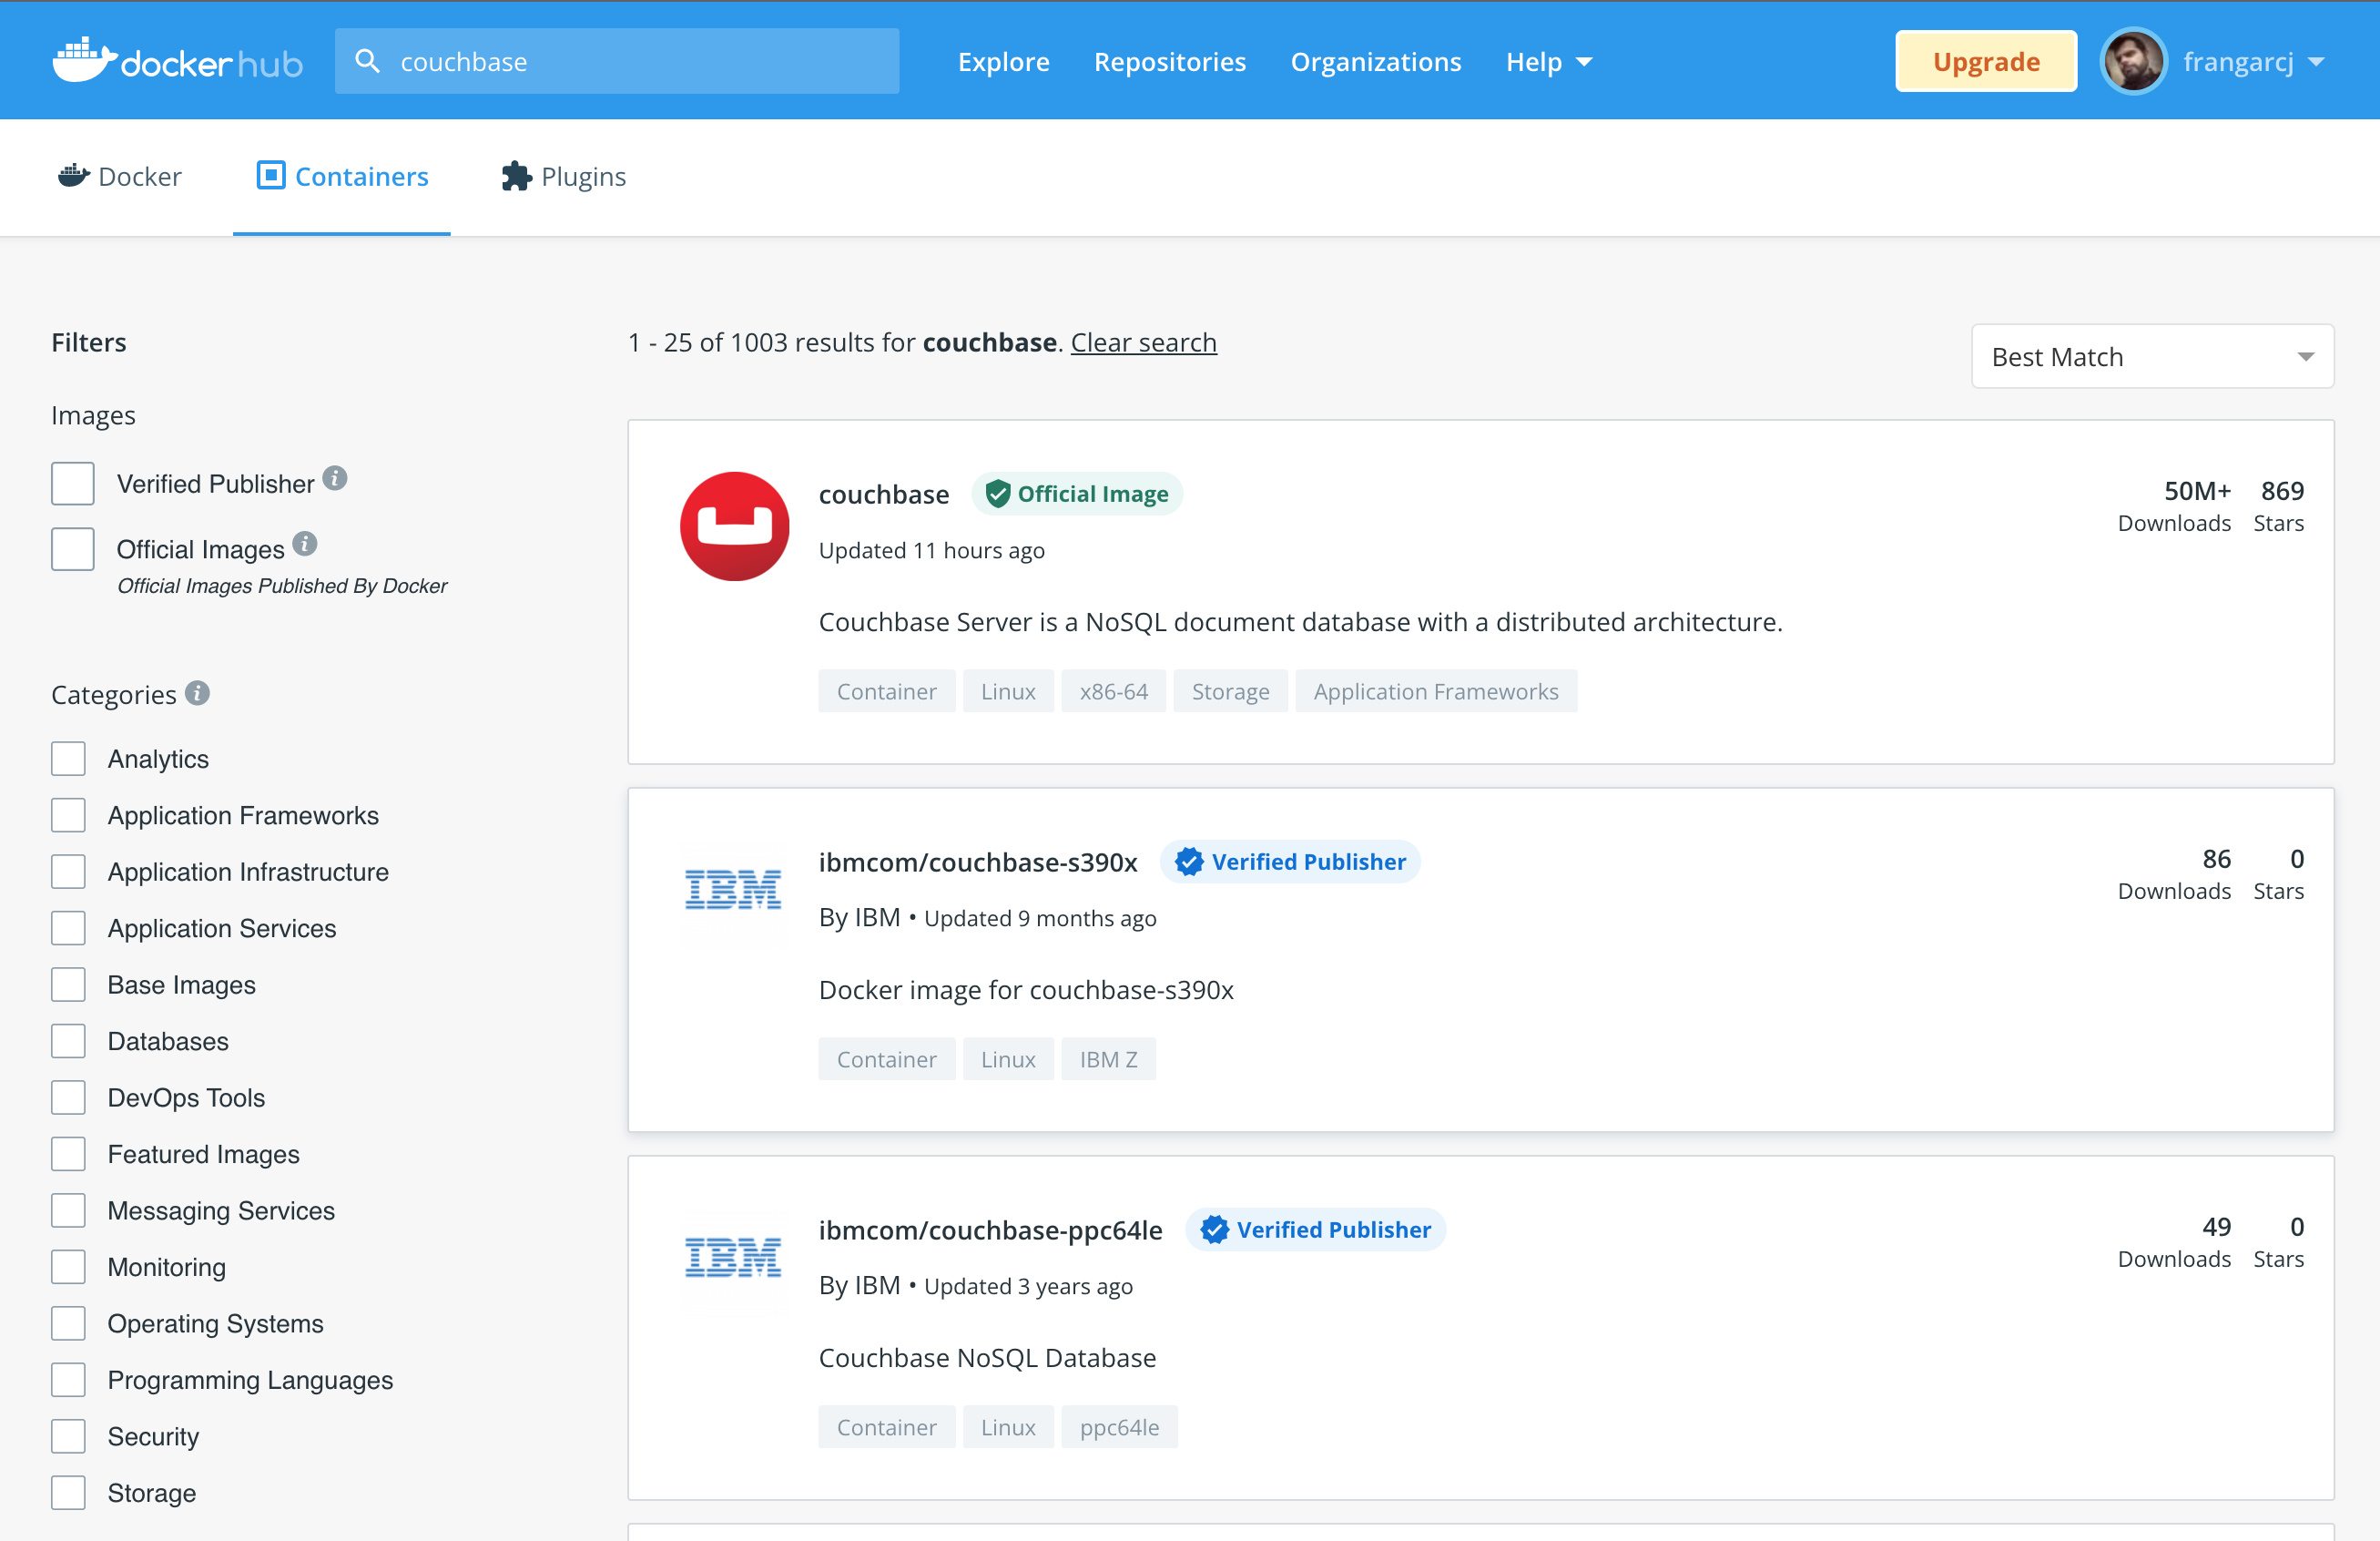 dockerhub
couchbase
Explore
Repositories
Organizations
Help
Upgrade
frangarcj
Docker
Containers
Plugins
Filters
Images
Verified Publisher
Official Images
Official Images Published By Docker
Categories
Analytics
Application Frameworks
Application Infrastructure
Application Services
Base Images
Databases
DevOps Tools
Featured Images
Messaging Services
Monitoring
Operating Systems
Programming Languages
Security
Storage
1 - 25 of 1003 results for couchbase. Clear search
Best Match
couchbase
Official Image
50M+
869
Downloads
Stars
Updated 11 hours ago
Couchbase Server is a NoSQL document database with a distributed architecture.
Container
Linux
x86-64
Storage
Application Frameworks
IBM
ibmcom/couchbase-s390x
Verified Publisher
86
0
Downloads
Stars
By IBM • Updated 9 months ago
Docker image for couchbase-s390x
Container
Linux
IBM Z
IBM
ibmcom/couchbase-ppc64le
Verified Publisher
49
0
Downloads
Stars
By IBM • Updated 3 years ago
Couchbase NoSQL Database
Container
Linux
ppc64le